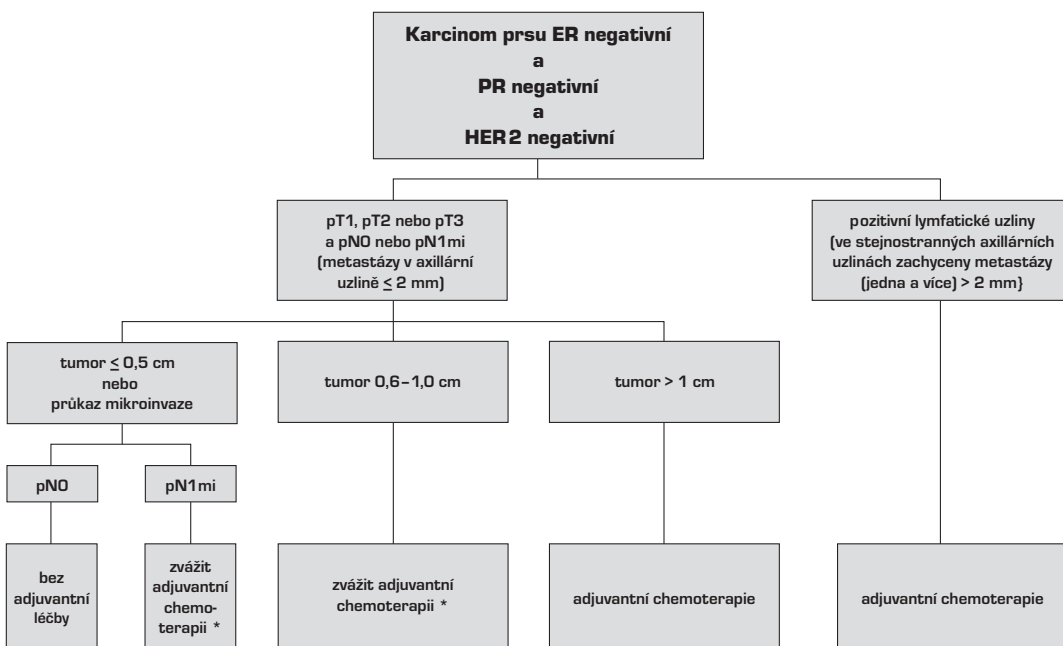 Karcinom prsu ER negativní
a
PR negativní
a
HER2 negativní
pT1, pT2 nebo pT3
a pN0 nebo pN1mi
(metastázy v axillární
uzlině ≤ 2 mm)
pozitivní lymfatické uzliny
(ve stejnostranných axillárních
uzlinách zachyceny metastázy
(jedna a více) > 2 mm}
tumor ≤ 0,5 cm
nebo
průkaz mikroinvaze
tumor 0,6–1,0 cm
tumor > 1 cm
pN0
pN1mi
bez
adjuvantní
léčby
zvážit
adjuvantní
chemo-
terapii *
zvážit adjuvantní
chemoterapii *
adjuvantní chemoterapie
adjuvantní chemoterapie